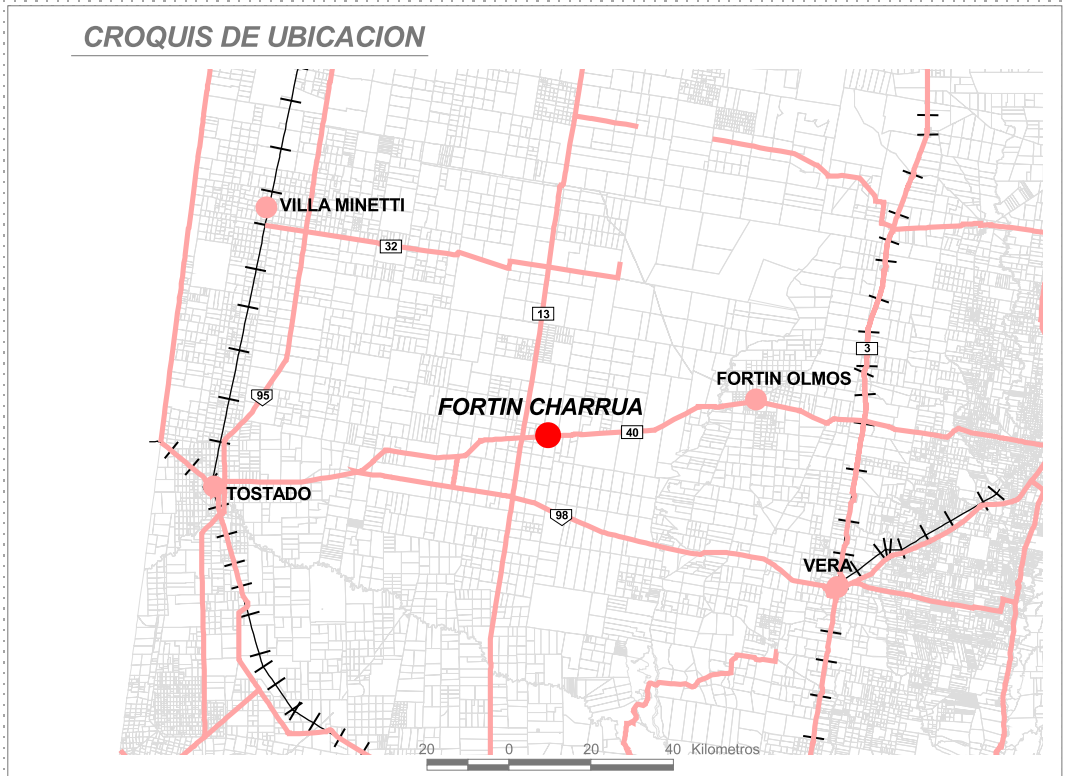 CROQUIS DE UBICACION
VILLA MINETTI
32
13
3
FORTIN OLMOS
95
FORTIN CHARRUA
40
TOSTADO
98
VERA
20 0 20 40 Kilometros